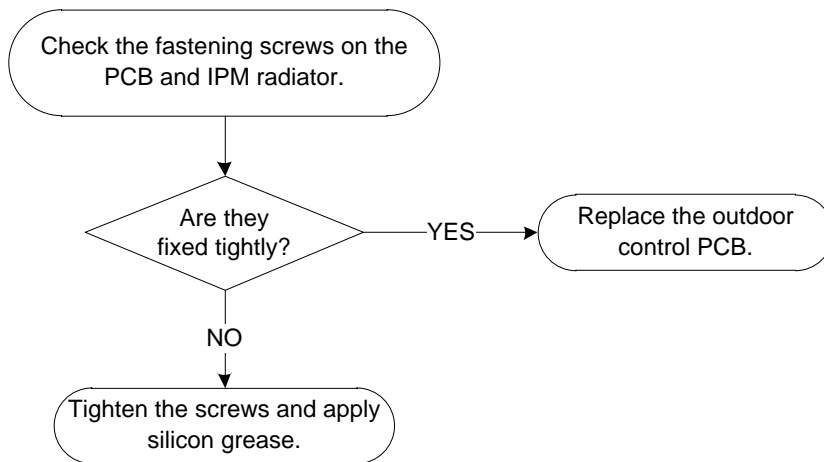 Check the fastening screws on the
PCB and IPM radiator.
Are they
fixed tightly?
YES
Replace the outdoor
control PCB.
NO
Tighten the screws and apply
silicon grease.